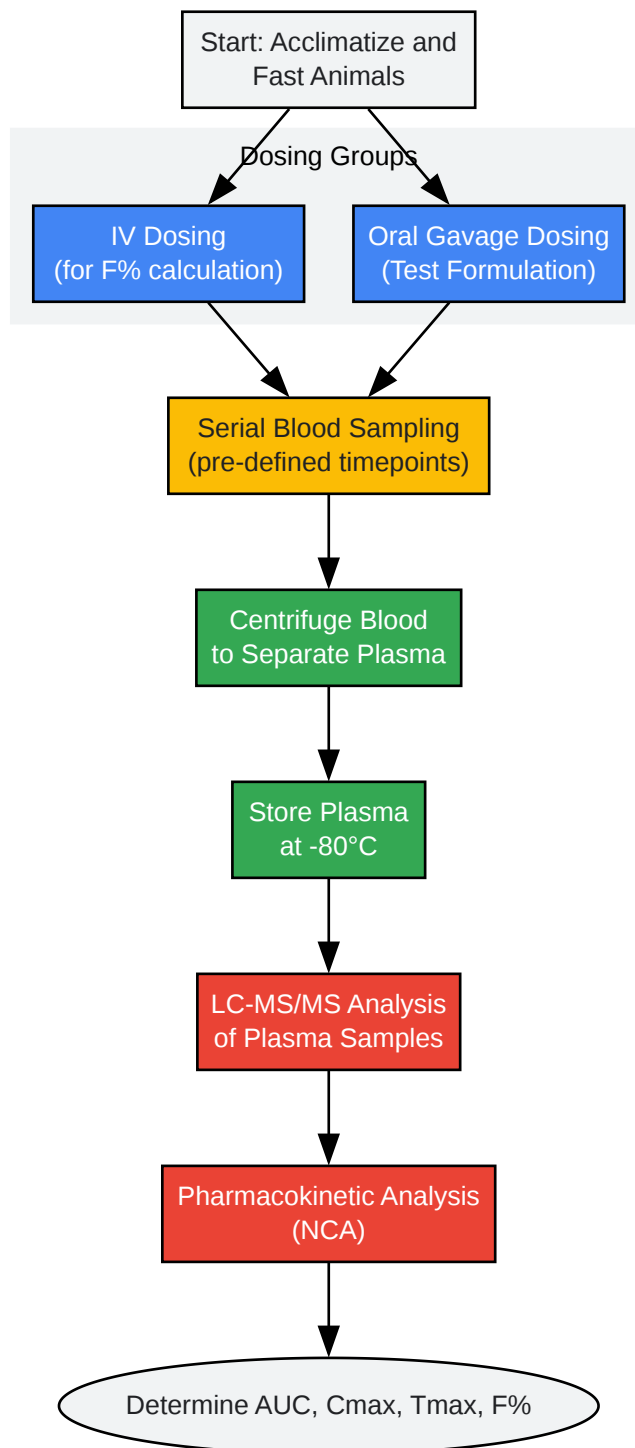 Start: Acclimatize and
Fast Animals
Dosing Groups
IV Dosing
(for F% calculation)
Oral Gavage Dosing
(Test Formulation)
Serial Blood Sampling
(pre-defined timepoints)
Centrifuge Blood
to Separate Plasma
Store Plasma
at -80°C
LC-MS/MS Analysis
of Plasma Samples
Pharmacokinetic Analysis
(NCA)
Determine AUC, Cmax, Tmax, F%